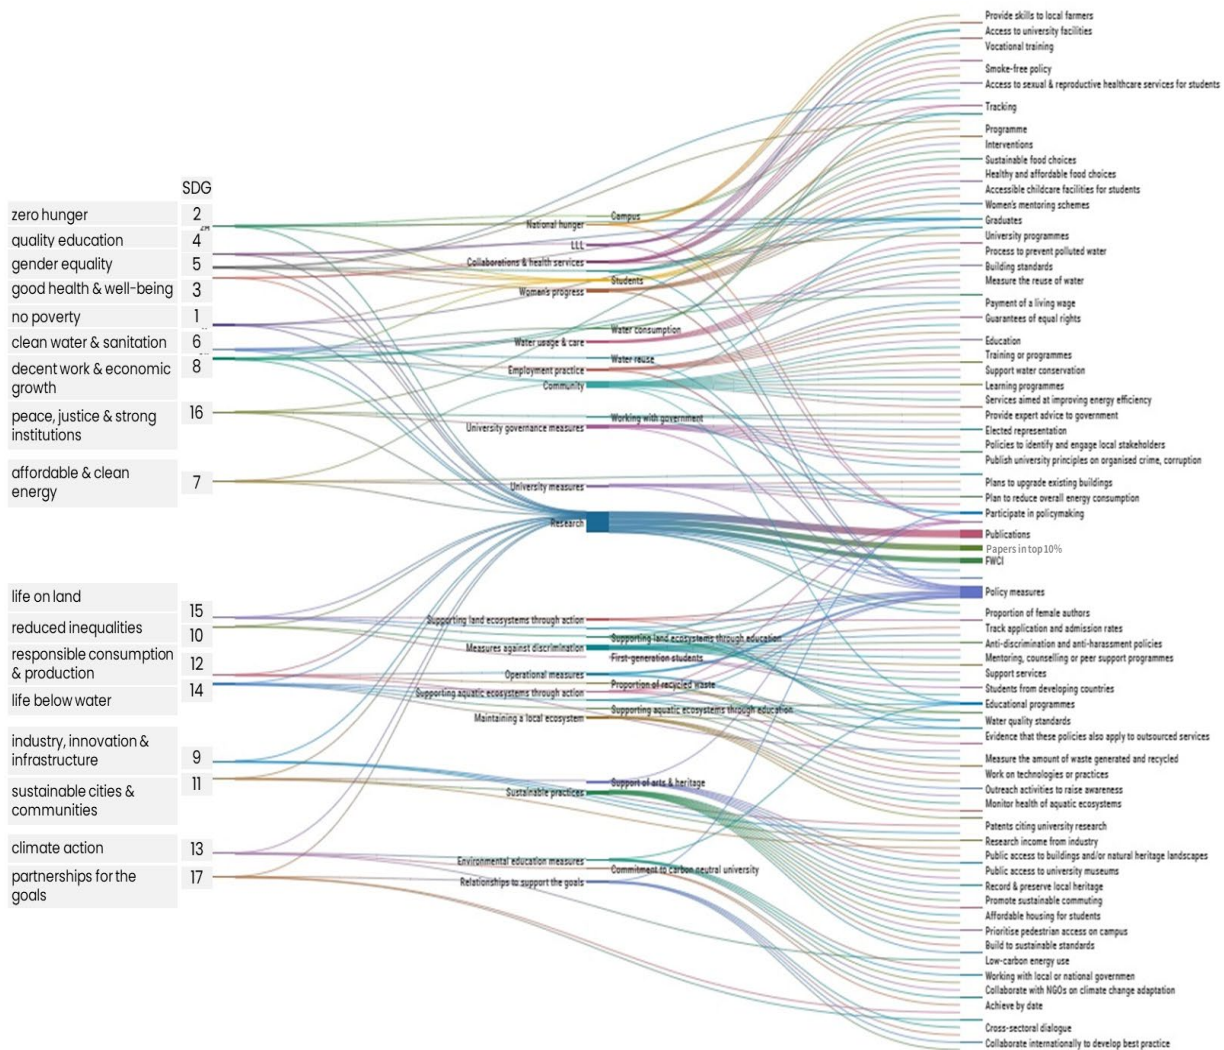 SDG
zero hunger
2
quality education
4
gender equality
5
good health & well-being
3
no poverty
1
clean water & sanitation
6
decent work & economic
growth
8
peace, justice & strong
institutions
16
affordable & clean
energy
7
life on land
15
reduced inequalities
10
responsible consumption
& production
12
life below water
14
industry, innovation &
infrastructure
9
sustainable cities &
communities
11
climate action
13
partnerships for the
goals
17
Campus
National hunger
LLL
Collaborations & health services
Students
Women's progress
Water consumption
Water usage & care
Water reuse
Employment practice
Community
Working with government
University governance measures
University measures
Research
Supporting land ecosystems through action
Supporting land ecosystems through education
Measures against discrimination
First-generation students
Operational measures
Proportion of recycled waste
Supporting aquatic ecosystems through action
Supporting aquatic ecosystems through education
Maintaining a local ecosystem
Support of arts & heritage
Sustainable practices
Environmental education measures
Commitment to carbon neutral university
Relationships to support the goals
Provide skills to local farmers
Access to university facilities
Vocational training
Smoke-free policy
Access to sexual & reproductive healthcare services for students
Tracking
Programme
Interventions
Sustainable food choices
Healthy and affordable food choices
Accessible childcare facilities for students
Women's mentoring schemes
Graduates
University programmes
Process to prevent polluted water
Building standards
Measure the reuse of water
Payment of a living wage
Guarantees of equal rights
Education
Training or programmes
Support water conservation
Learning programmes
Services aimed at improving energy efficiency
Provide expert advice to government
Elected representation
Policies to identify and engage local stakeholders
Publish university principles on organised crime, corruption
Plans to upgrade existing buildings
Plan to reduce overall energy consumption
Participate in policymaking
Publications
Papers in top 10%
FWCI
Policy measures
Proportion of female authors
Track application and admission rates
Anti-discrimination and anti-harassment policies
Mentoring, counselling or peer support programmes
Support services
Students from developing countries
Educational programmes
Water quality standards
Evidence that these policies also apply to outsourced services
Measure the amount of waste generated and recycled
Work on technologies or practices
Outreach activities to raise awareness
Monitor health of aquatic ecosystems
Patents citing university research
Research income from industry
Public access to buildings and/or natural heritage landscapes
Public access to university museums
Record & preserve local heritage
Promote sustainable commuting
Affordable housing for students
Prioritise pedestrian access on campus
Build to sustainable standards
Low-carbon energy use
Working with local or national governmen
Collaborate with NGOs on climate change adaptation
Achieve by date
Cross-sectoral dialogue
Collaborate internationally to develop best practice